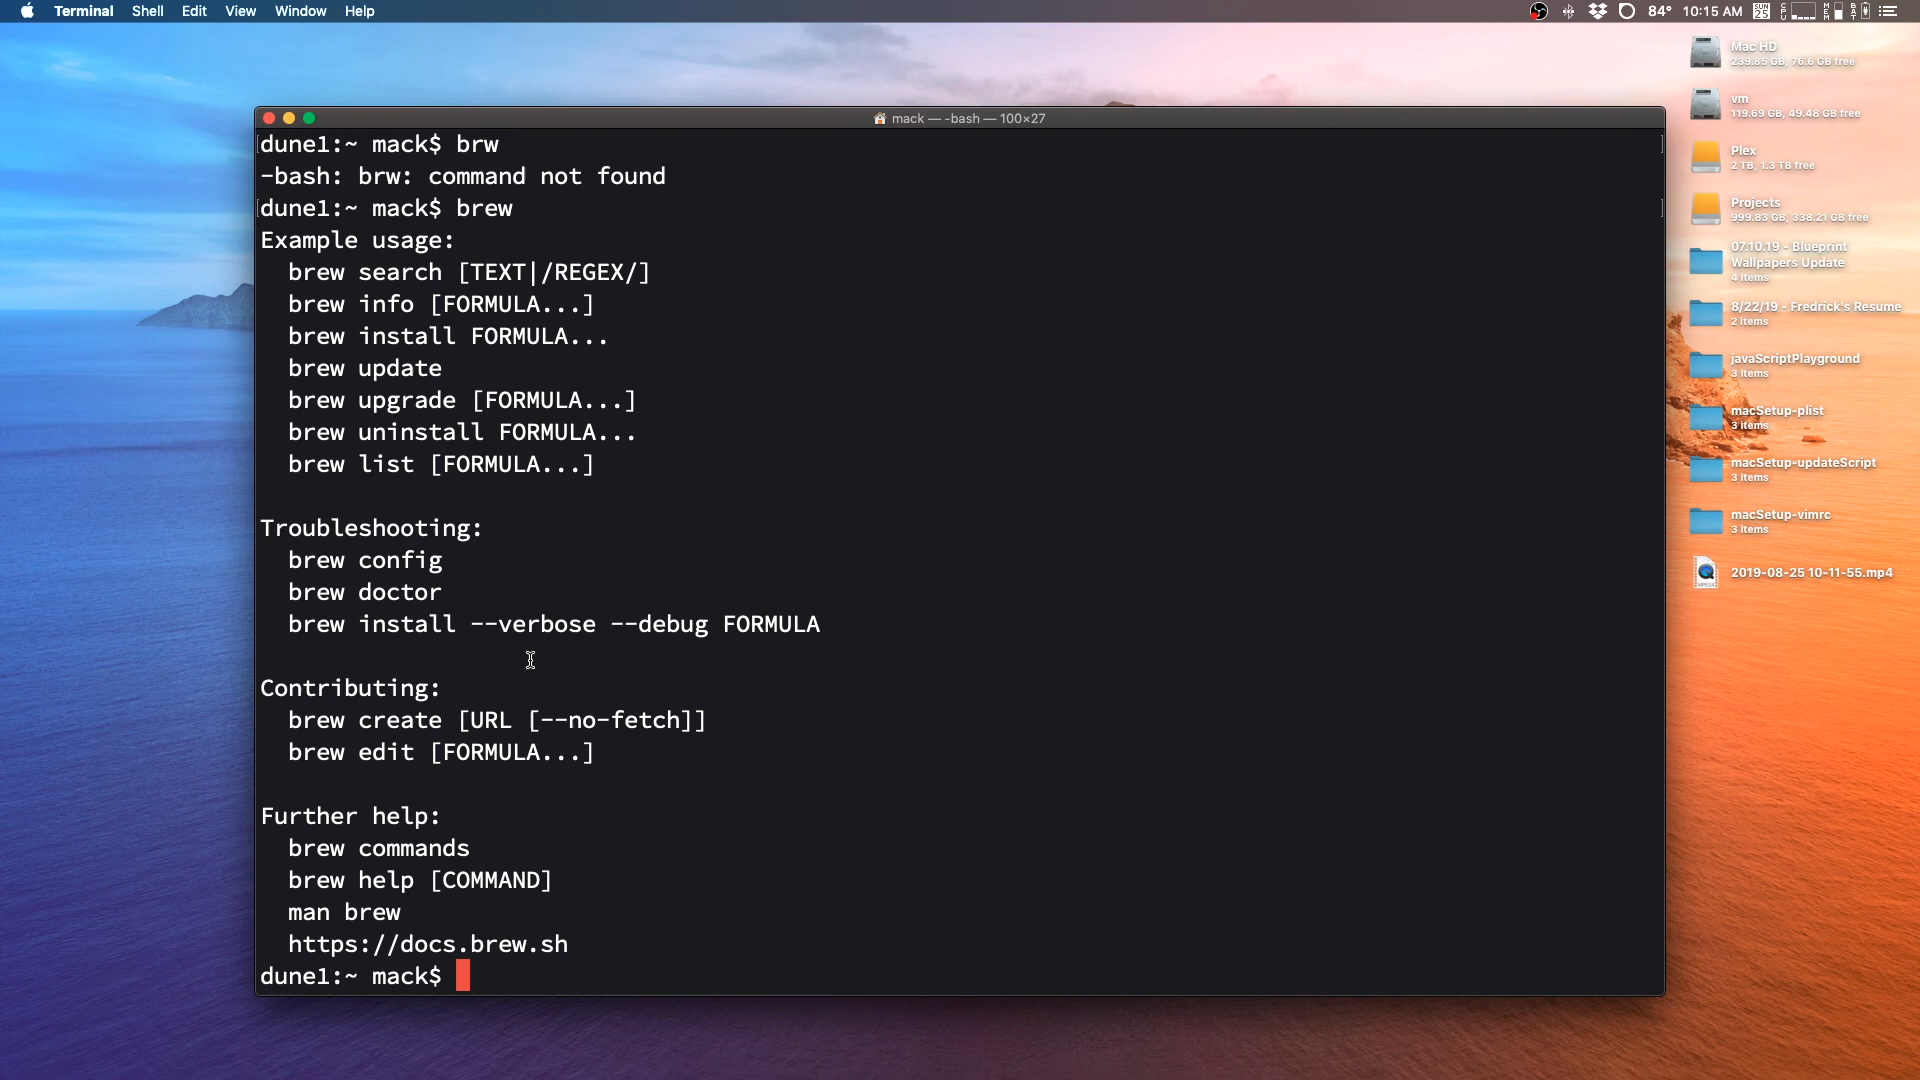 Terminal Shell Edit View Window Help
84° 10:15 AM SUN 25 CPU MEM BAT
mack — -bash — 100×27
dune1:~ mack$ brw
-bash: brw: command not found
dune1:~ mack$ brew
Example usage:
brew search [TEXT|/REGEX/]
brew info [FORMULA...]
brew install FORMULA...
brew update
brew upgrade [FORMULA...]
brew uninstall FORMULA...
brew list [FORMULA...]
Troubleshooting:
brew config
brew doctor
brew install --verbose --debug FORMULA
Contributing:
brew create [URL [--no-fetch]]
brew edit [FORMULA...]
Further help:
brew commands
brew help [COMMAND]
man brew
https://docs.brew.sh
dune1:~ mack$
Mac HD
239.85 GB, 76.6 GB free
vm
119.69 GB, 49.48 GB free
Plex
2 TB, 1.3 TB free
Projects
999.83 GB, 338.21 GB free
07.10.19 - Blueprint
Wallpapers Update
4 items
8/22/19 - Fredrick's Resume
2 items
javaScriptPlayground
3 items
macSetup-plist
3 items
macSetup-updateScript
3 items
macSetup-vimrc
3 items
MPEG4
2019-08-25 10-11-55.mp4